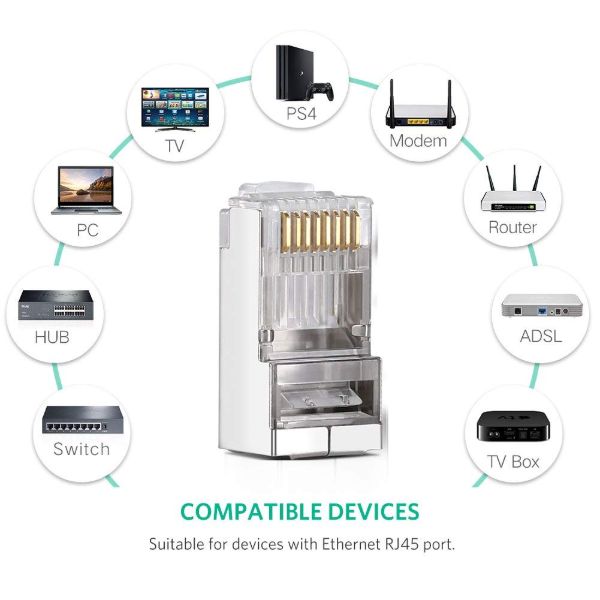 PS4
TV
Modem
PC
Router
HUB
ADSL
Switch
TV Box
COMPATIBLE DEVICES
Suitable for devices with Ethernet RJ45 port.